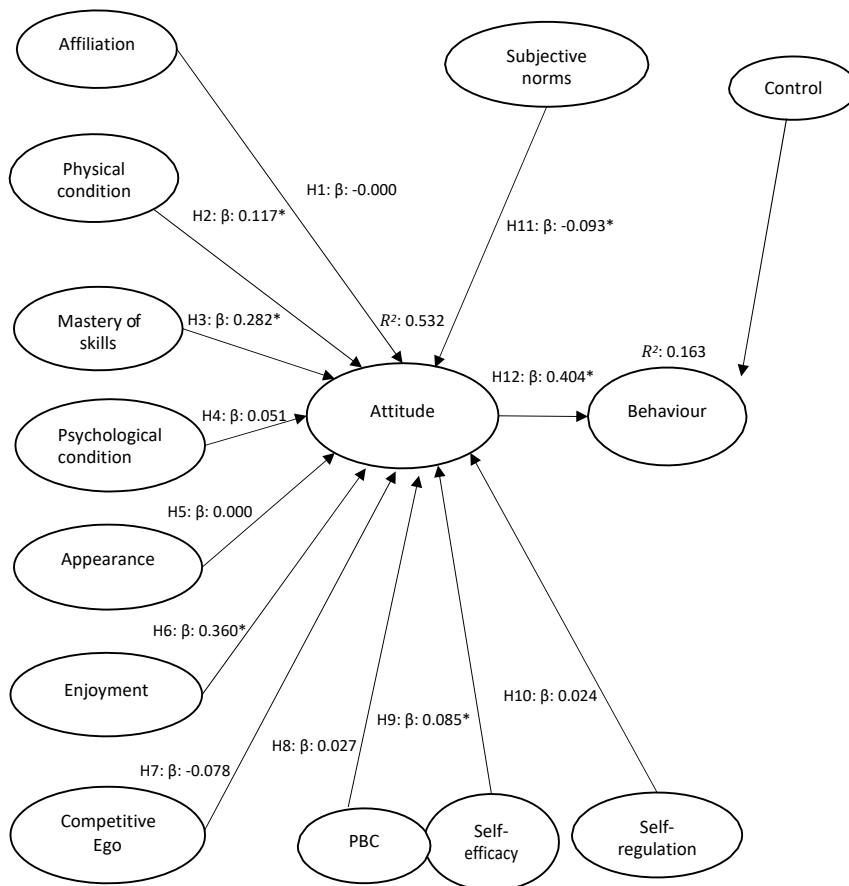 Affiliation
Subjective
norms
Control
Physical
condition
H1: β: -0.000
H2: β: 0.117*
H11: β: -0.093*
Mastery of
skills
H3: β: 0.282*
R²: 0.532
R²: 0.163
H12: β: 0.404*
Attitude
Behaviour
H4: β: 0.051
Psychological
condition
H5: β: 0.000
Appearance
H6: β: 0.360*
Enjoyment
H10: β: 0.024
H9: β: 0.085*
H8: β: 0.027
H7: β: -0.078
Competitive
Ego
PBC
Self-
efficacy
Self-
regulation